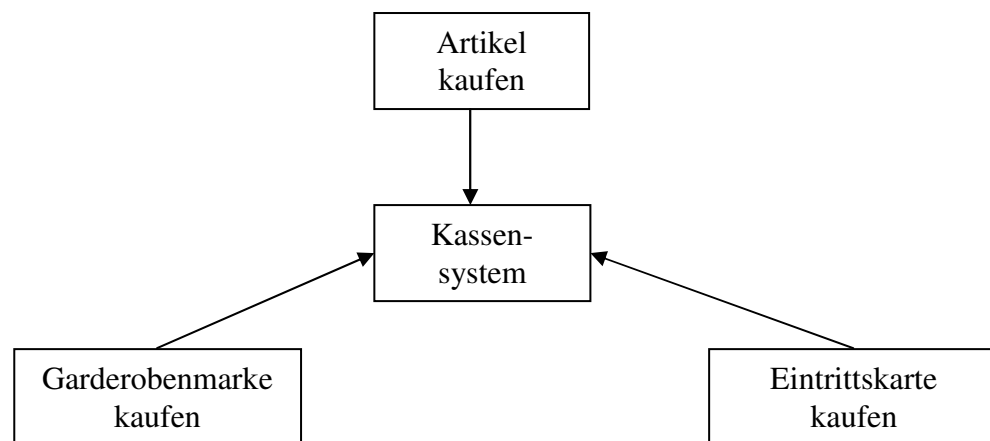 Artikel
kaufen
Kassen-
system
Garderobenmarke
kaufen
Eintrittskarte
kaufen